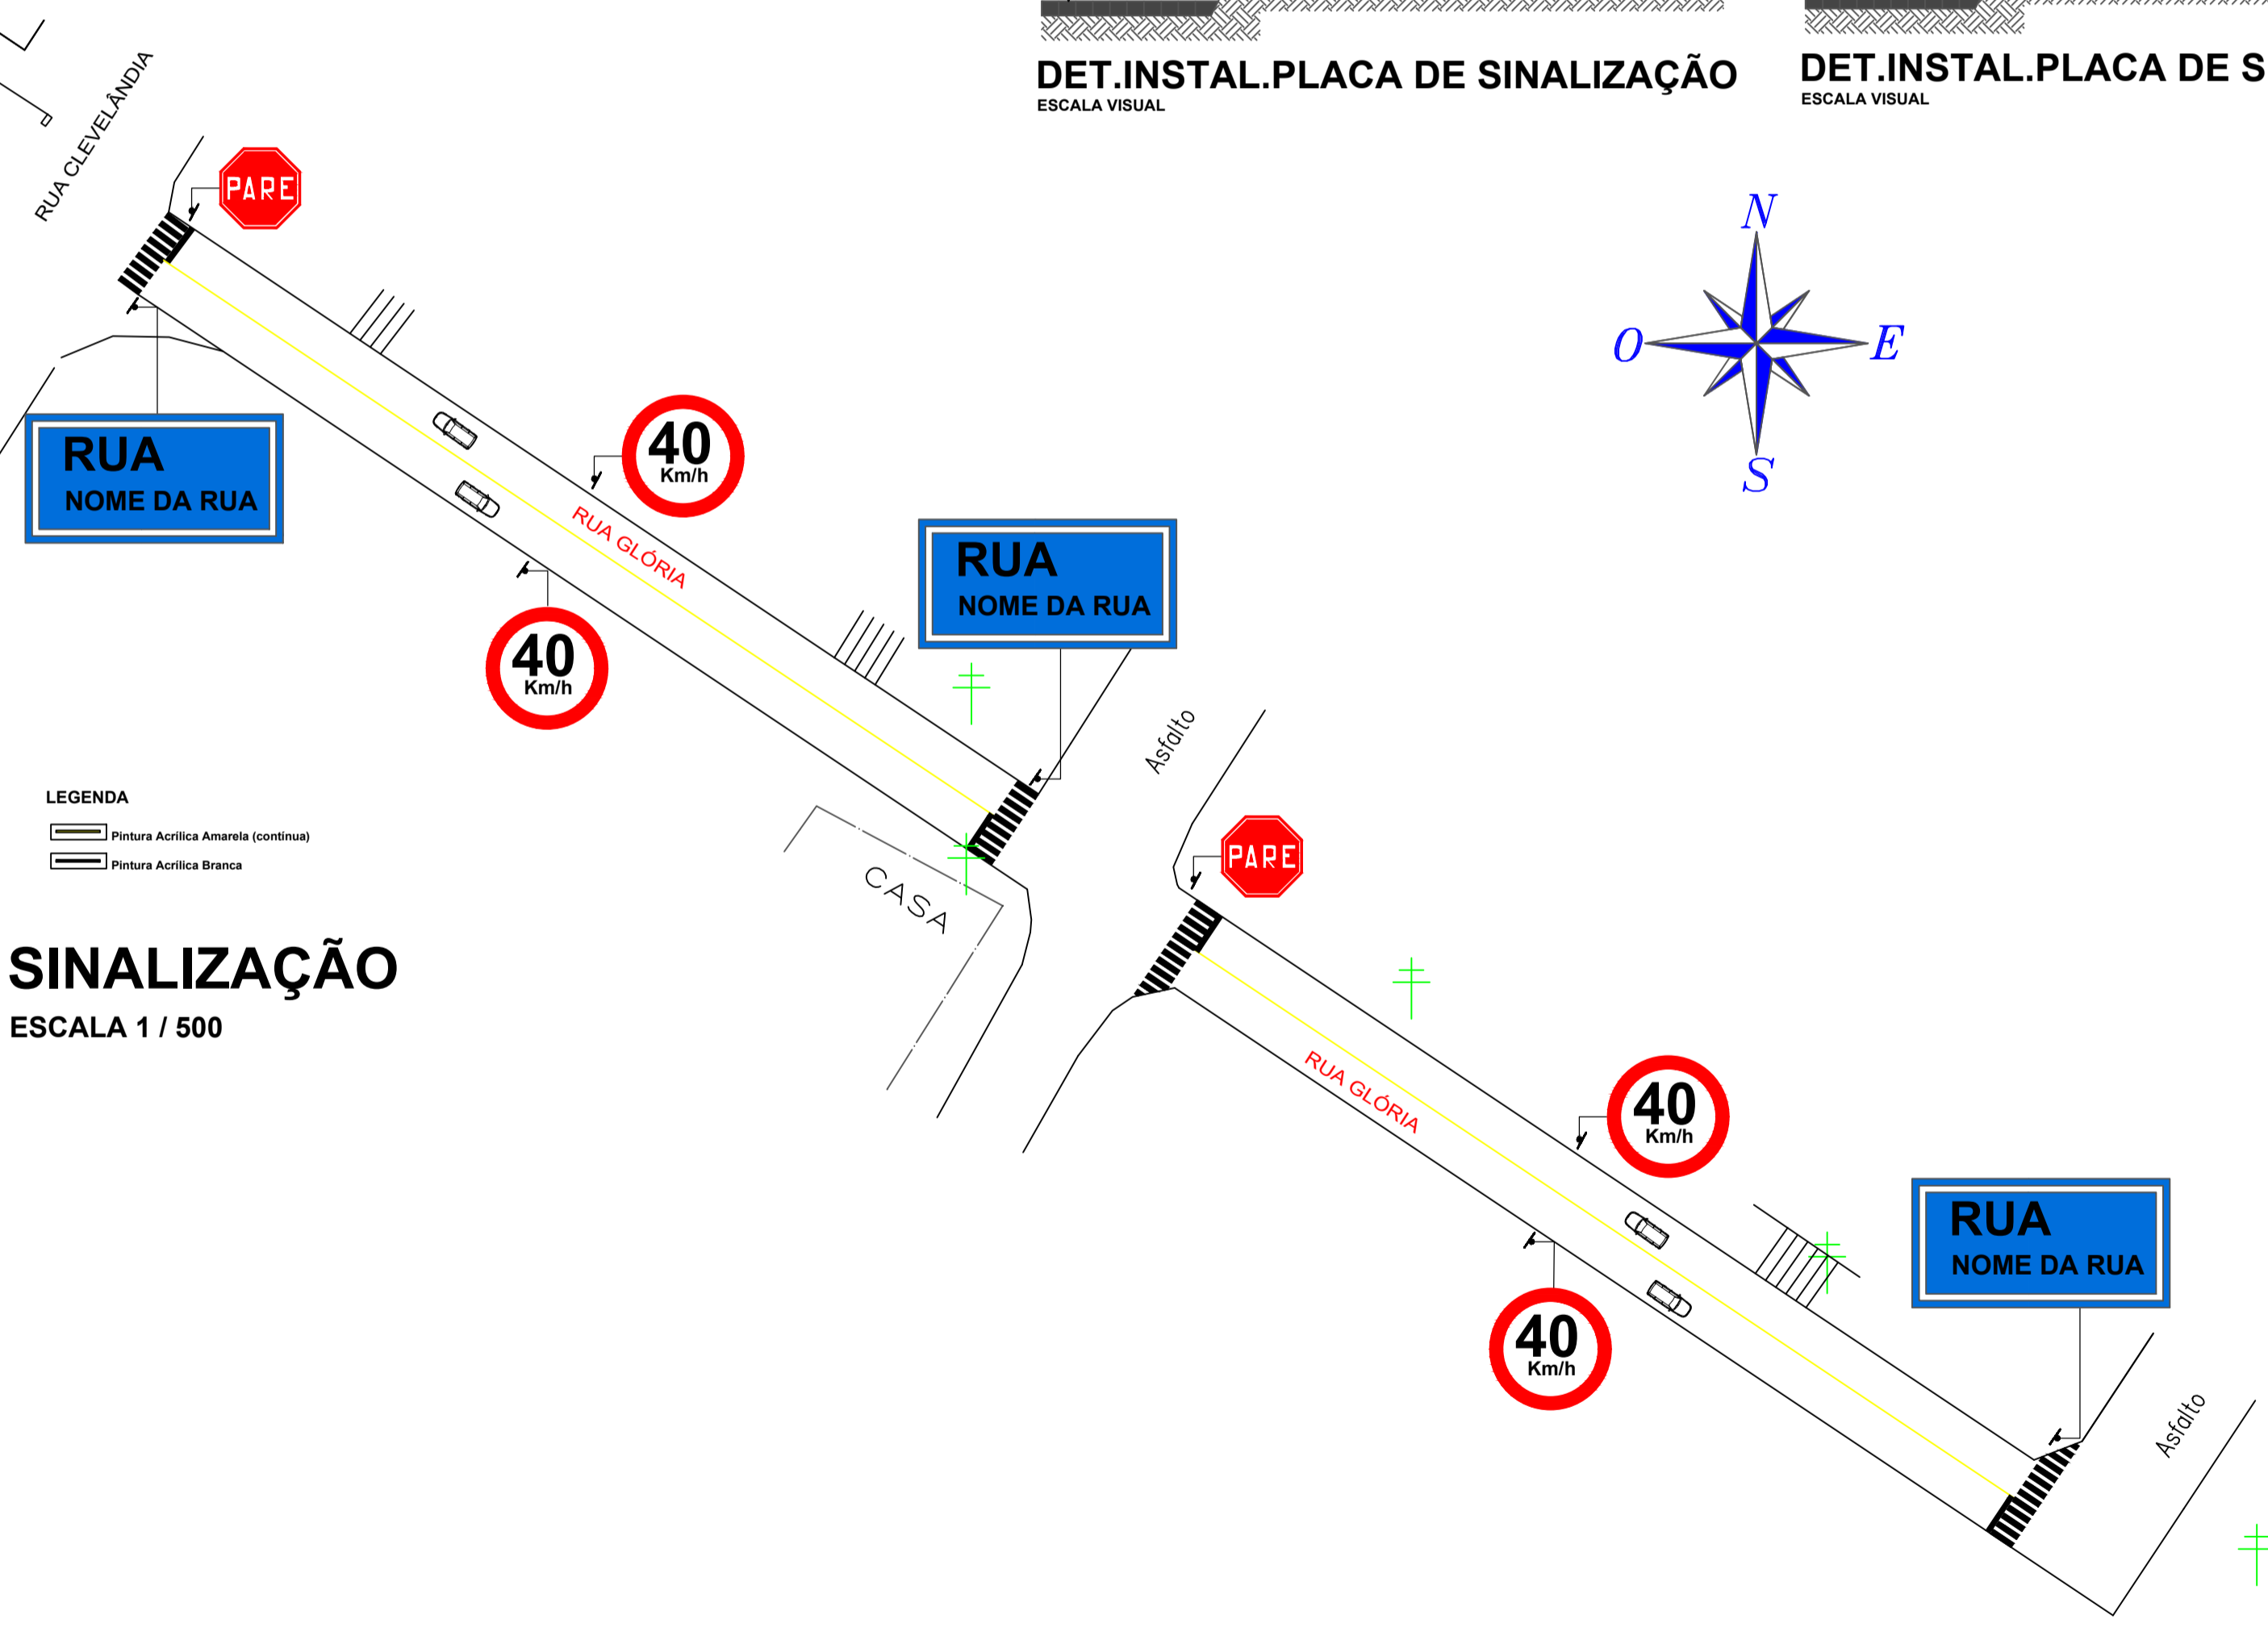 DET.INSTAL.PLACA DE SINALIZAÇÃO
ESCALA VISUAL
DET.INSTAL.PLACA DE S
ESCALA VISUAL
RUA CLEVELÂNDIA
PARE
N
O
E
S
RUA
NOME DA RUA
40
Km/h
RUA GLÓRIA
RUA
NOME DA RUA
40
Km/h
Asfalto
LEGENDA
Pintura Acrílica Amarela (contínua)
Pintura Acrílica Branca
CASA
PARE
SINALIZAÇÃO
ESCALA 1 / 500
RUA GLÓRIA
40
Km/h
RUA
NOME DA RUA
40
Km/h
Asfalto